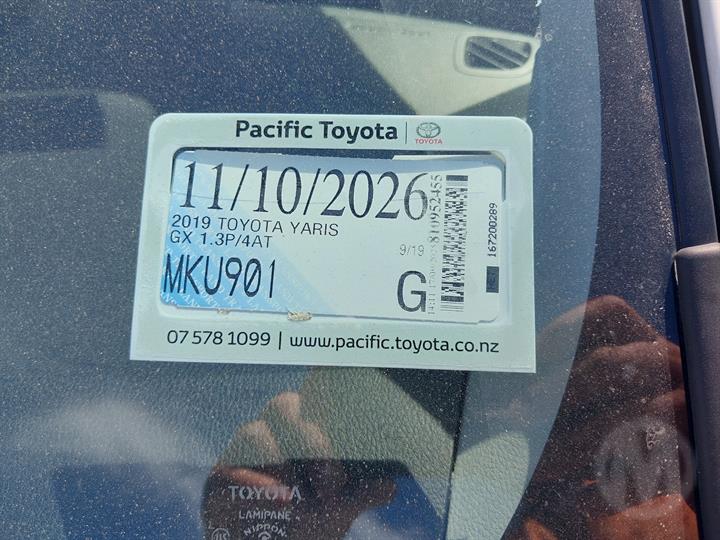 Pacific Toyota | TOYOTA
11/10/2026
2019 TOYOTA YARIS
GX 1.3P/4AT
9/19
MKU901
G
167200289
07 578 1099 | www.pacific.toyota.co.nz
TOYOTA
LAMIPANE
NIPPON
M